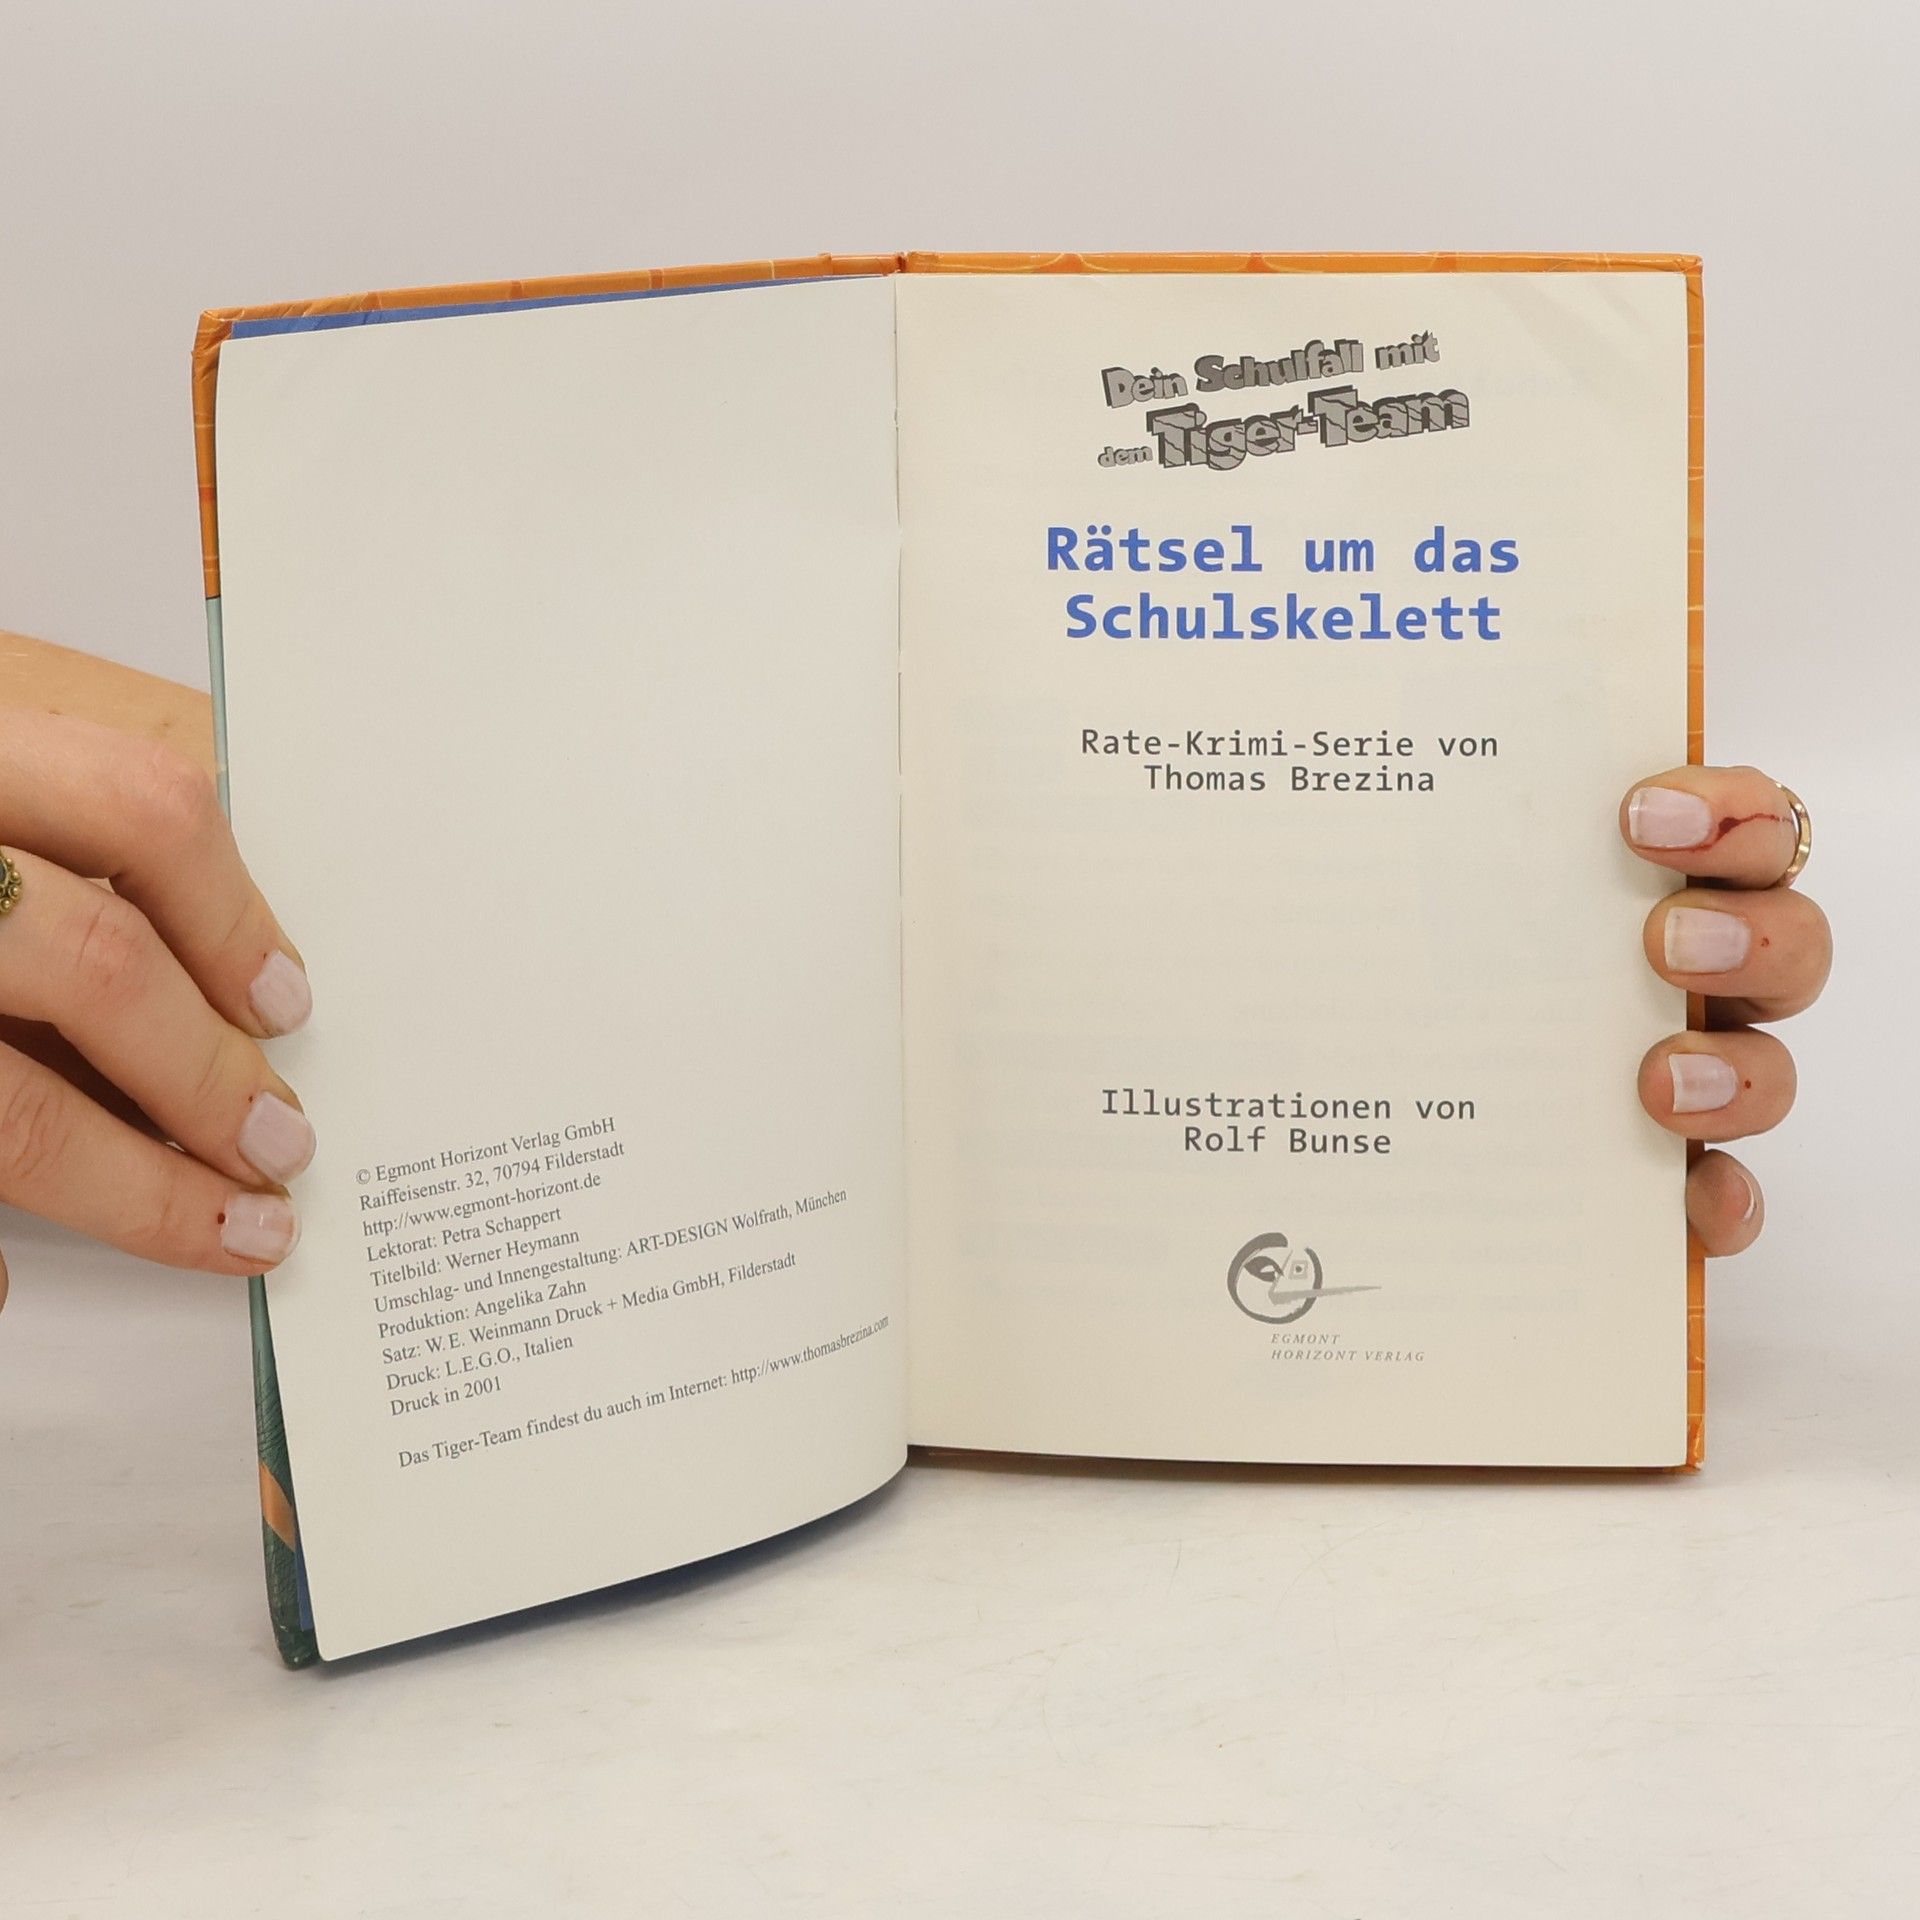 © Egmont Horizont Verlag GmbH
Raiffeisenstr. 32, 70794 Filderstadt
http://www.egmont-horizont.de
Lektorat: Petra Schappert
Titelbild: Werner Heymann
Umschlag- und Innengestaltung: ART-DESIGN Wolfrath, München
Produktion: Angelika Zahn
Satz: W. E. Weinmann Druck + Media GmbH, Filderstadt
Druck: L.E.G.O., Italien
Druck in 2001
Das Tiger-Team findest du auch im Internet: http://www.thomasbrezina.com
Dein Schulfall mit
dem Tiger-Team
Rätsel um das
Schulskelett
Rate-Krimi-Serie von
Thomas Brezina
Illustrationen von
Rolf Bunse
EGMONT
HORIZONT VERLAG